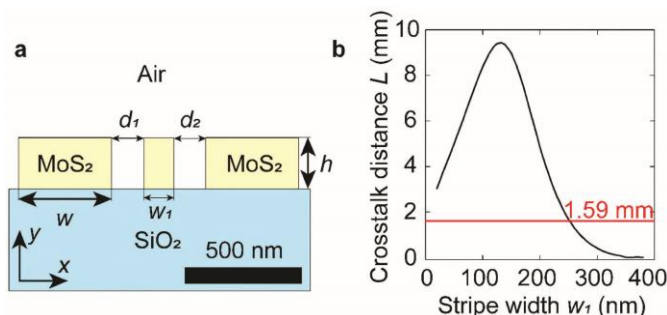 a
Air
d₁
d₂
MoS₂
MoS₂
h
w
w₁
y
SiO₂
x
500 nm
b
Crosstalk distance L (mm)
10
8
6
4
2
0
1.59 mm
0 100 200 300 400
Stripe width w₁ (nm)